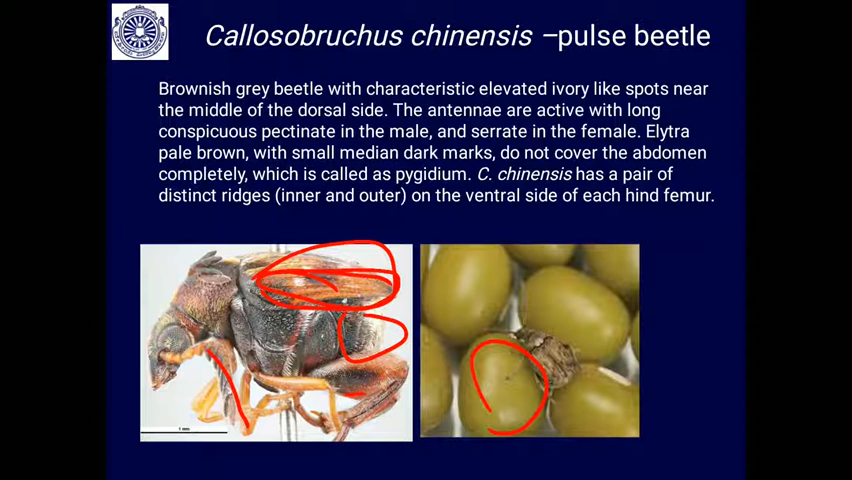 Callosobruchus chinensis –pulse beetle
Brownish grey beetle with characteristic elevated ivory like spots near
the middle of the dorsal side. The antennae are active with long
conspicuous pectinate in the male, and serrate in the female. Elytra
pale brown, with small median dark marks, do not cover the abdomen
completely, which is called as pygidium. C. chinensis has a pair of
distinct ridges (inner and outer) on the ventral side of each hind femur.
1 mm